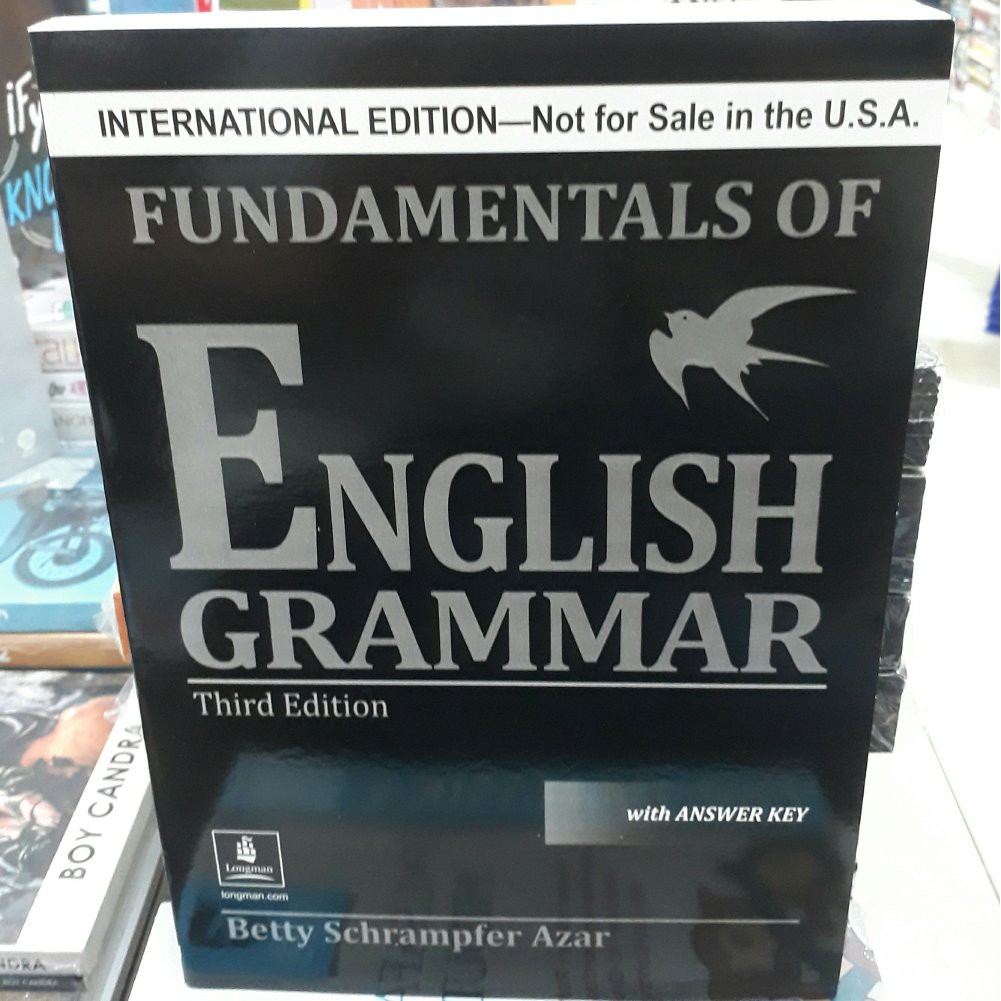 INTERNATIONAL EDITION—Not for Sale in the U.S.A.
FUNDAMENTALS OF
ENGLISH
GRAMMAR
Third Edition
with ANSWER KEY
Longman
longman.com
Betty Schrampfer Azar
BOY CANDRA